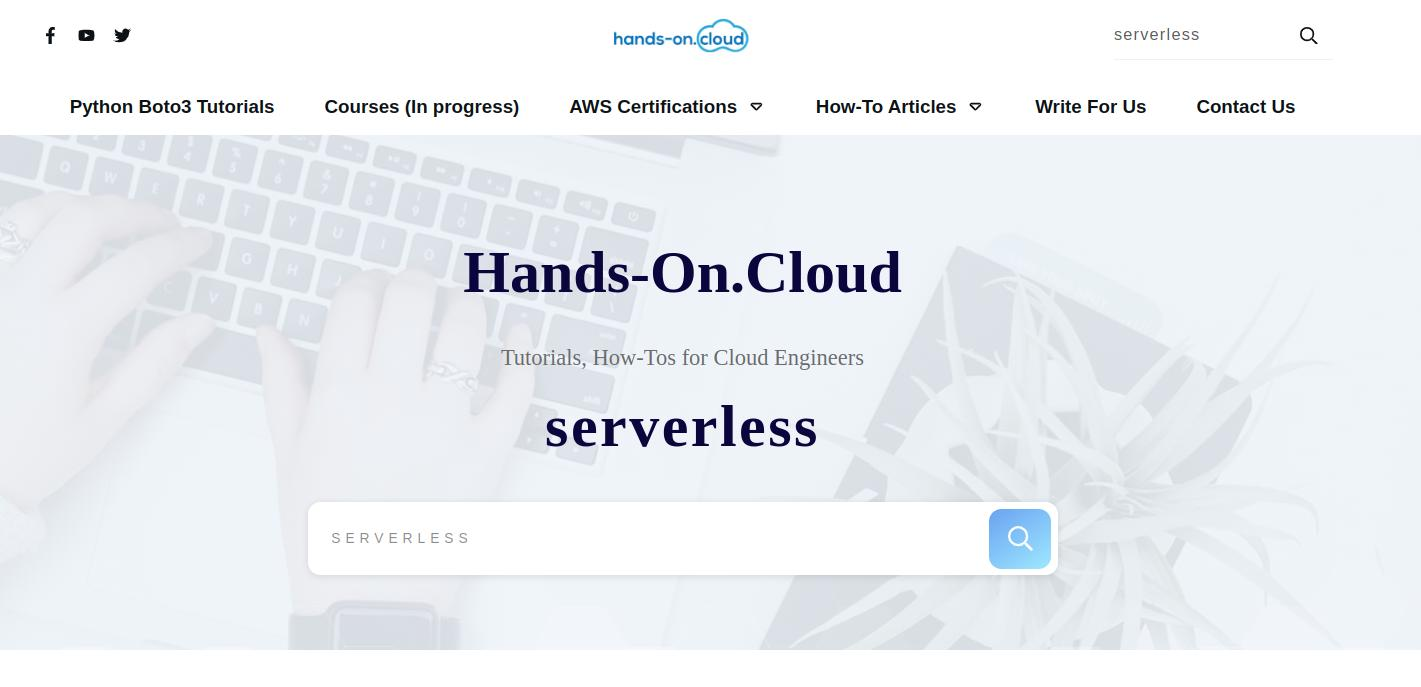 hands-on.cloud
serverless
Python Boto3 Tutorials
Courses (In progress)
AWS Certifications
How-To Articles
Write For Us
Contact Us
Hands-On.Cloud
Tutorials, How-Tos for Cloud Engineers
serverless
SERVERLESS